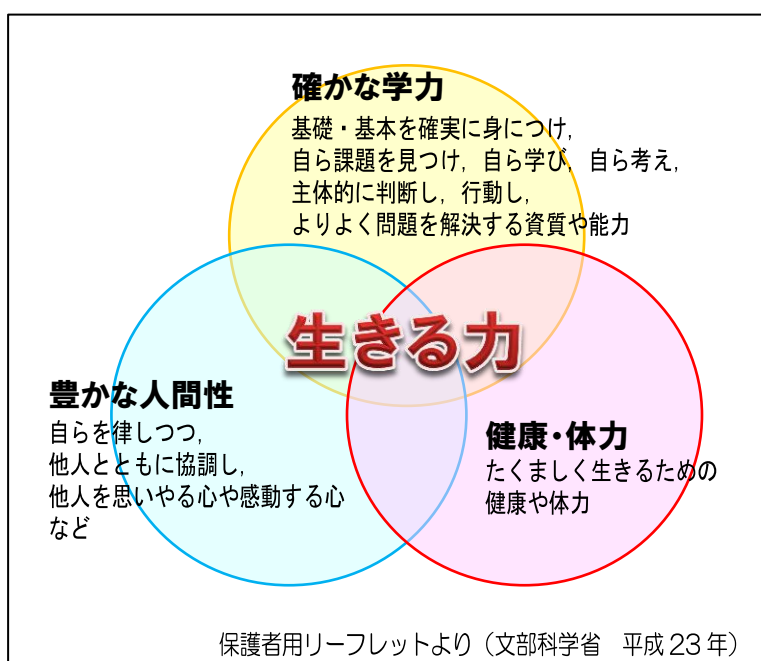 確かな学力
基礎・基本を確実に身につけ，
自ら課題を見つけ，自ら学び，自ら考え，
主体的に判断し，行動し，
よりよく問題を解決する資質や能力
生きる力
豊かな人間性
自らを律しつつ，
他人とともに協調し，
他人を思いやる心や感動する心
など
健康・体力
たくましく生きるための
健康や体力
保護者用リーフレットより（文部科学省　平成23年）